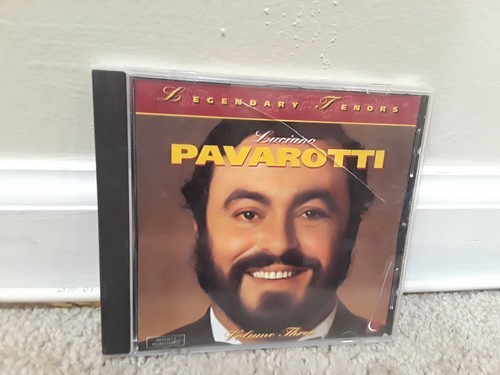 LEGENDARY TENORS
Luciano
PAVAROTTI
Volume Three